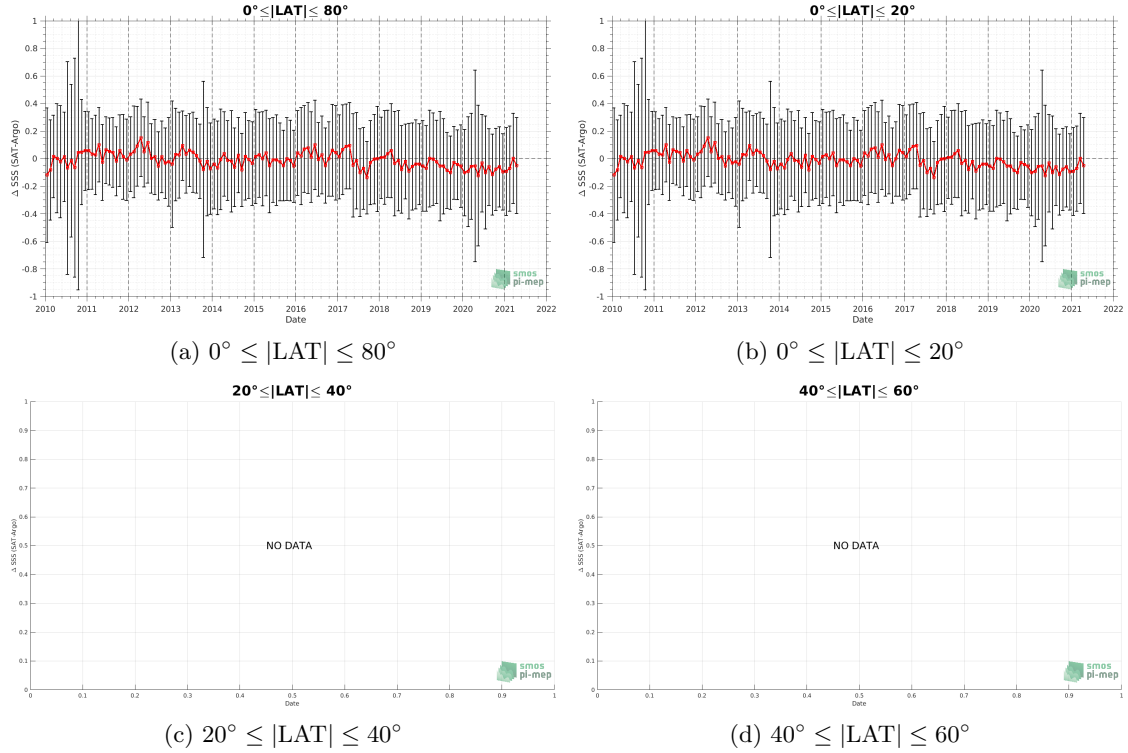 0°≤|LAT|≤ 80°
1
0.8
0.6
0.4
0.2
0
-0.2
-0.4
-0.6
-0.8
-1
Δ SSS (SAT-Argo)
2010 2011 2012 2013 2014 2015 2016 2017 2018 2019 2020 2021 2022
Date
smos
pi-mep
(a) 0° ≤ |LAT| ≤ 80°
0°≤|LAT|≤ 20°
1
0.8
0.6
0.4
0.2
0
-0.2
-0.4
-0.6
-0.8
-1
Δ SSS (SAT-Argo)
2010 2011 2012 2013 2014 2015 2016 2017 2018 2019 2020 2021 2022
Date
smos
pi-mep
(b) 0° ≤ |LAT| ≤ 20°
20°≤|LAT|≤ 40°
1
0.9
0.8
0.7
0.6
0.5
0.4
0.3
0.2
0.1
0
Δ SSS (SAT-Argo)
NO DATA
0 0.1 0.2 0.3 0.4 0.5 0.6 0.7 0.8 0.9 1
Date
smos
pi-mep
(c) 20° ≤ |LAT| ≤ 40°
40°≤|LAT|≤ 60°
1
0.9
0.8
0.7
0.6
0.5
0.4
0.3
0.2
0.1
0
Δ SSS (SAT-Argo)
NO DATA
0 0.1 0.2 0.3 0.4 0.5 0.6 0.7 0.8 0.9 1
Date
smos
pi-mep
(d) 40° ≤ |LAT| ≤ 60°